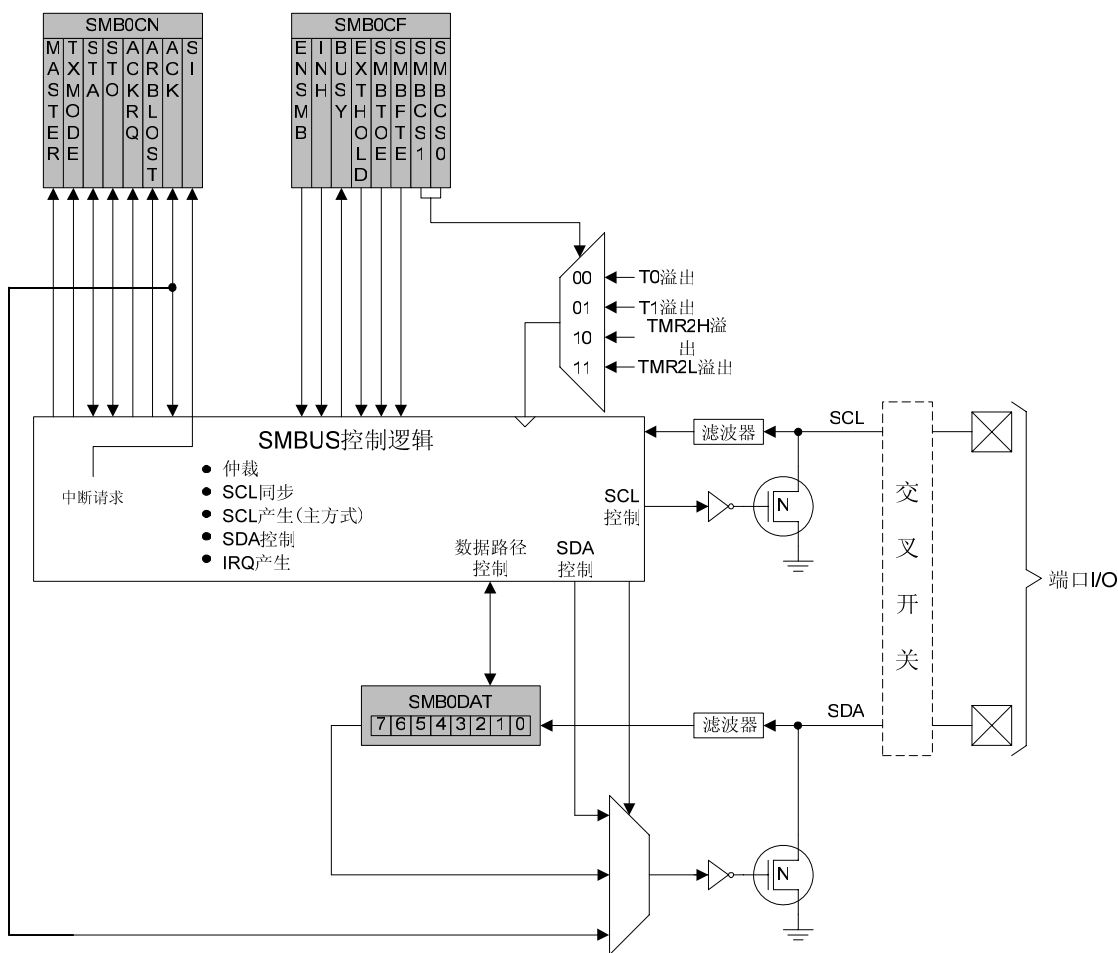 SMB0CN
MASTER
TXMODE
STA
STO
ACKRQ
ARBLOST
ACK
SI
SMB0CF
ENSMB
INH
BUSY
EXTHOLD
SMBTOE
SMBFTE
SMBCS1
SMBCS0
00
T0溢出
01
T1溢出
10
TMR2H溢
出
11
TMR2L溢出
SMBUS控制逻辑
仲裁
SCL同步
SCL产生(主方式)
SDA控制
IRQ产生
中断请求
SCL
控制
数据路径
控制
SDA
控制
滤波器
SCL
N
交
叉
开
关
端口I/O
SMB0DAT
7 6 5 4 3 2 1 0
滤波器
SDA
N